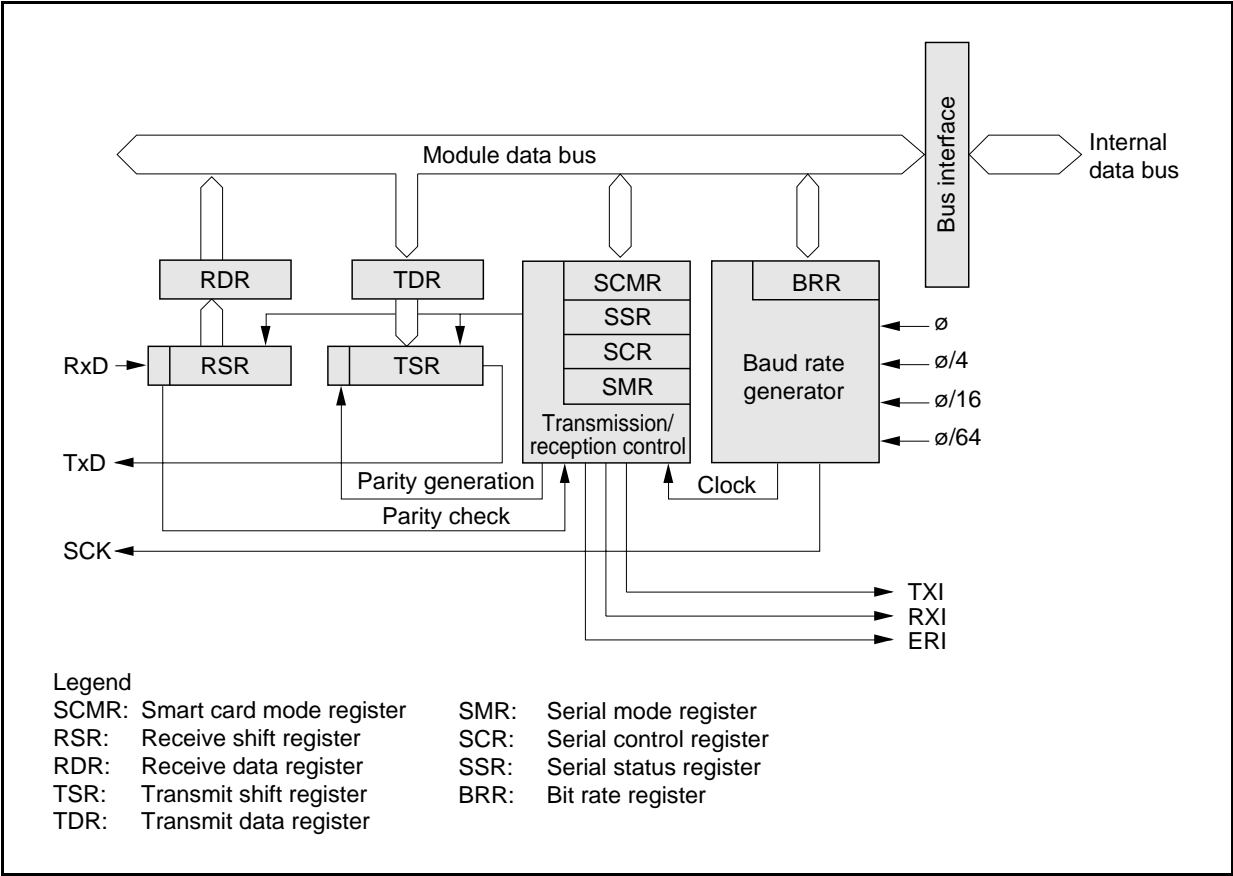 Module data bus
Bus interface
Internal
data bus
RDR
TDR
SCMR
SSR
SCR
SMR
Transmission/
reception control
BRR
Baud rate
generator
ø
ø/4
ø/16
ø/64
RxD
RSR
TSR
TxD
Parity generation
Clock
Parity check
SCK
TXI
RXI
ERI
Legend
SCMR: Smart card mode register
RSR: Receive shift register
RDR: Receive data register
TSR: Transmit shift register
TDR: Transmit data register
SMR: Serial mode register
SCR: Serial control register
SSR: Serial status register
BRR: Bit rate register